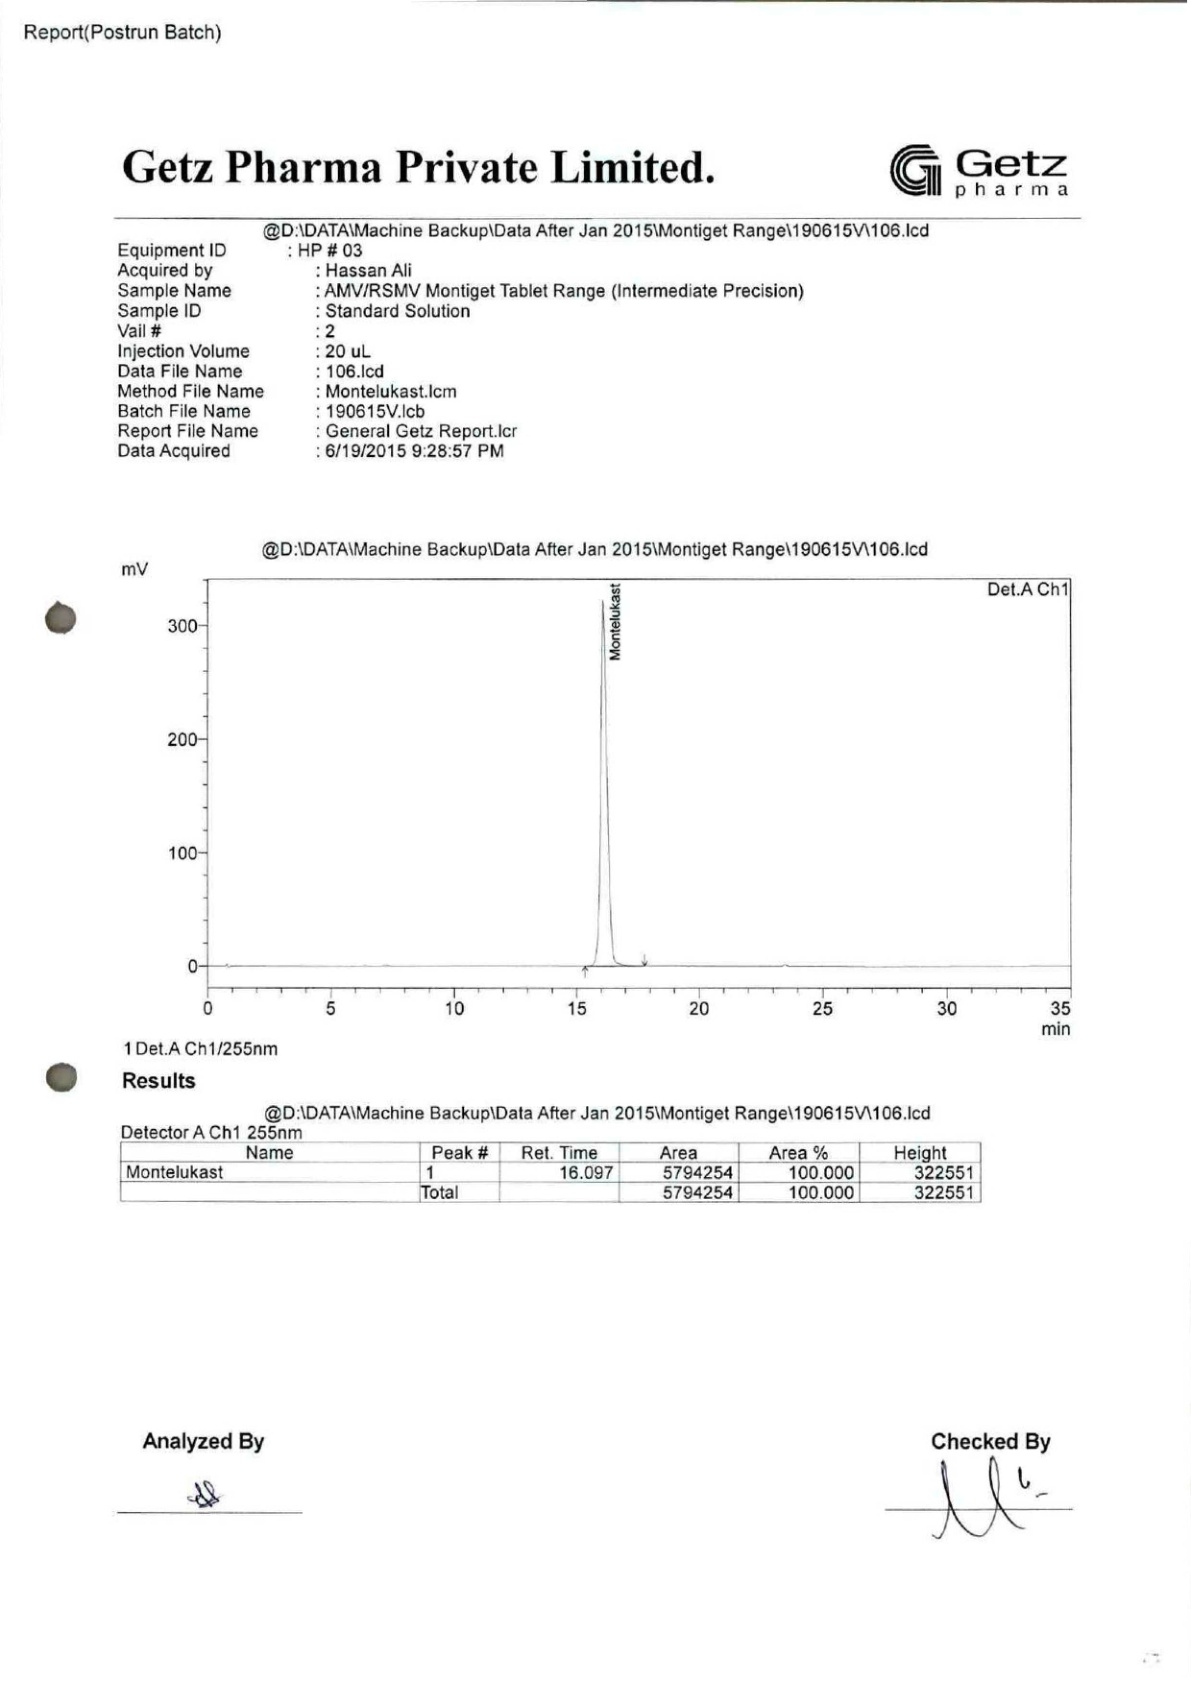 Report(Postrun Batch)
Getz Pharma Private Limited.
Getz
pharma
@D:\DATA\Machine Backup\Data After Jan 2015\Montiget Range\190615V\106.lcd
Equipment ID : HP # 03
Acquired by : Hassan Ali
Sample Name : AMV/RSMV Montiget Tablet Range (Intermediate Precision)
Sample ID : Standard Solution
Vail # : 2
Injection Volume : 20 uL
Data File Name : 106.lcd
Method File Name : Montelukast.lcm
Batch File Name : 190615V.lcb
Report File Name : General Getz Report.lcr
Data Acquired : 6/19/2015 9:28:57 PM
@D:\DATA\Machine Backup\Data After Jan 2015\Montiget Range\190615V\106.lcd
mV
Det.A Ch1
Montelukast
300
200
100
0
0 5 10 15 20 25 30 35
min
1 Det.A Ch1/255nm
Results
@D:\DATA\Machine Backup\Data After Jan 2015\Montiget Range\190615V\106.lcd
Detector A Ch1 255nm
Name Peak # Ret. Time Area Area % Height
Montelukast 1 16.097 5794254 100.000 322551
Total 5794254 100.000 322551
Analyzed By
Checked By